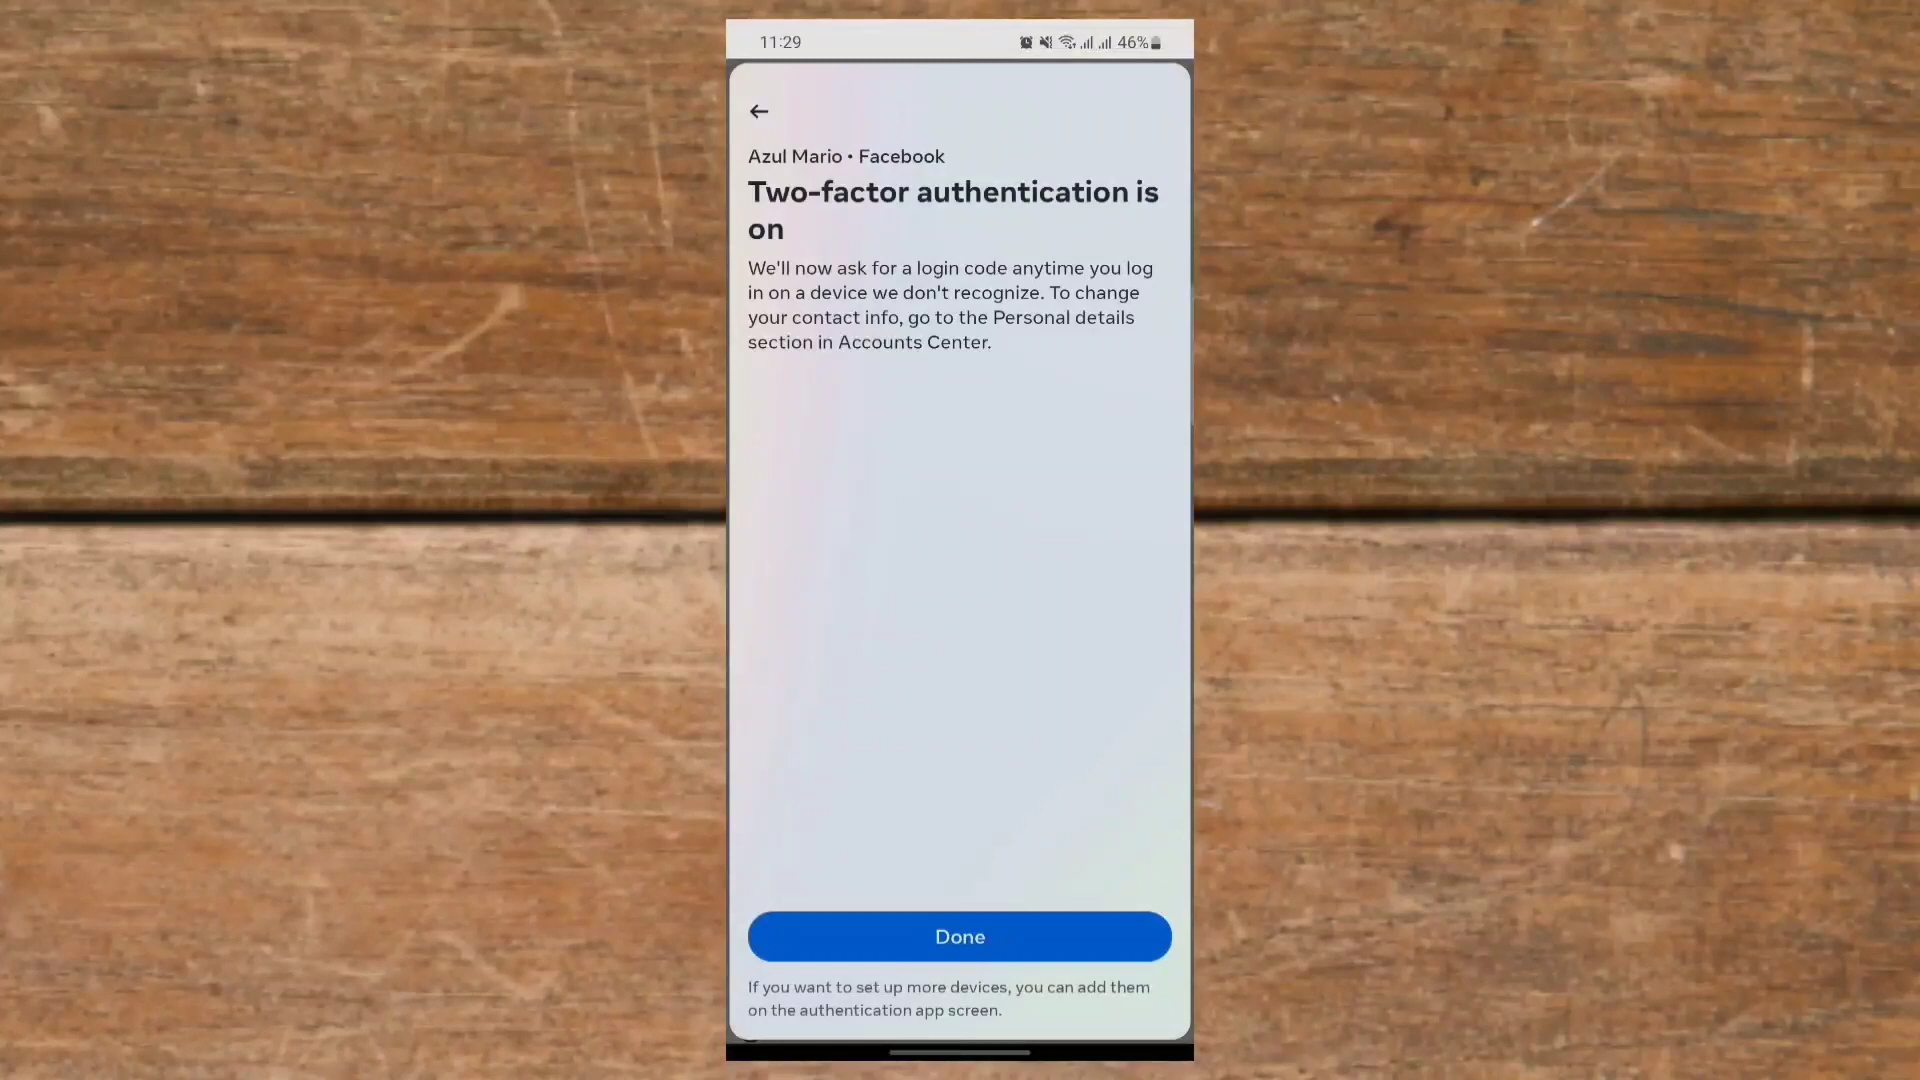 11:29
46%
Azul Mario • Facebook
Two-factor authentication is
on
We'll now ask for a login code anytime you log
in on a device we don't recognize. To change
your contact info, go to the Personal details
section in Accounts Center.
Done
If you want to set up more devices, you can add them
on the authentication app screen.